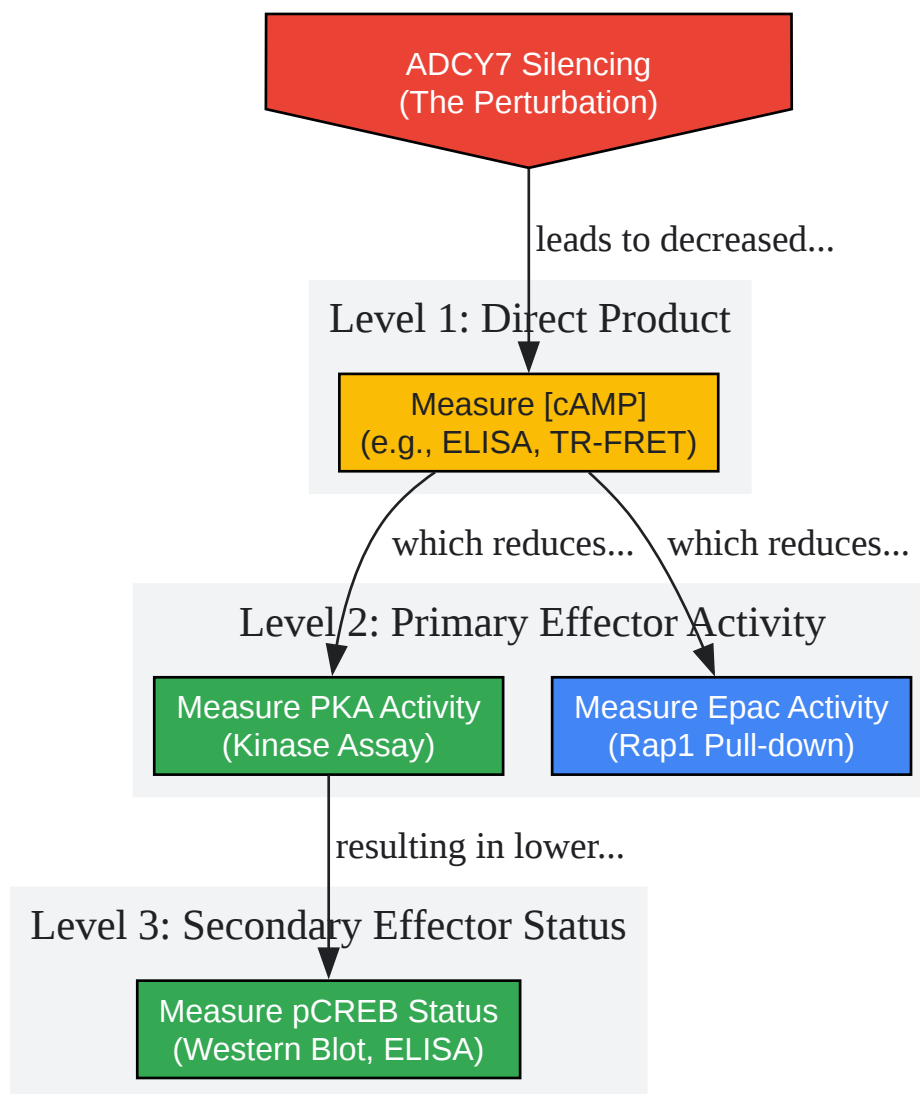 ADCY7 Silencing
(The Perturbation)
leads to decreased...
Level 1: Direct Product
Measure [cAMP]
(e.g., ELISA, TR-FRET)
which reduces...
which reduces...
Level 2: Primary Effector Activity
Measure PKA Activity
(Kinase Assay)
Measure Epac Activity
(Rap1 Pull-down)
resulting in lower...
Level 3: Secondary Effector Status
Measure pCREB Status
(Western Blot, ELISA)